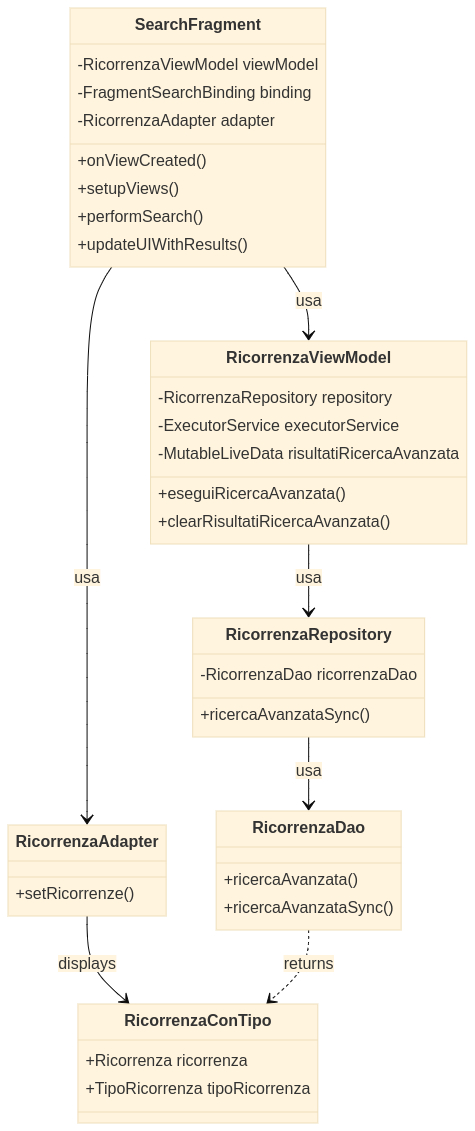 SearchFragment
-RicorrenzaViewModel viewModel
-FragmentSearchBinding binding
-RicorrenzaAdapter adapter
+onViewCreated()
+setupViews()
+performSearch()
+updateUIWithResults()
usa
RicorrenzaViewModel
-RicorrenzaRepository repository
-ExecutorService executorService
-MutableLiveData risultatiRicercaAvanzata
+eseguiRicercaAvanzata()
+clearRisultatiRicercaAvanzata()
usa
usa
RicorrenzaRepository
-RicorrenzaDao ricorrenzaDao
+ricercaAvanzataSync()
usa
RicorrenzaAdapter
+setRicorrenze()
RicorrenzaDao
+ricercaAvanzata()
+ricercaAvanzataSync()
displays
returns
RicorrenzaConTipo
+Ricorrenza ricorrenza
+TipoRicorrenza tipoRicorrenza